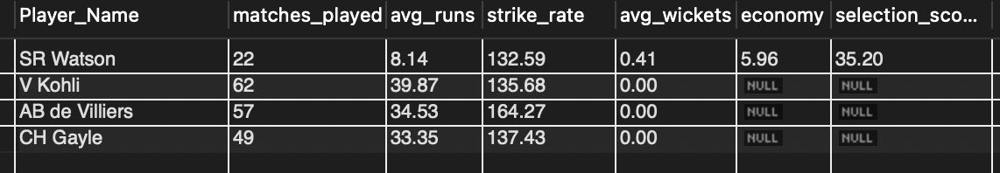 Player_Name matches_played avg_runs strike_rate avg_wickets economy selection_sco...
SR Watson 22 8.14 132.59 0.41 5.96 35.20
V Kohli 62 39.87 135.68 0.00 NULL NULL
AB de Villiers 57 34.53 164.27 0.00 NULL NULL
CH Gayle 49 33.35 137.43 0.00 NULL NULL